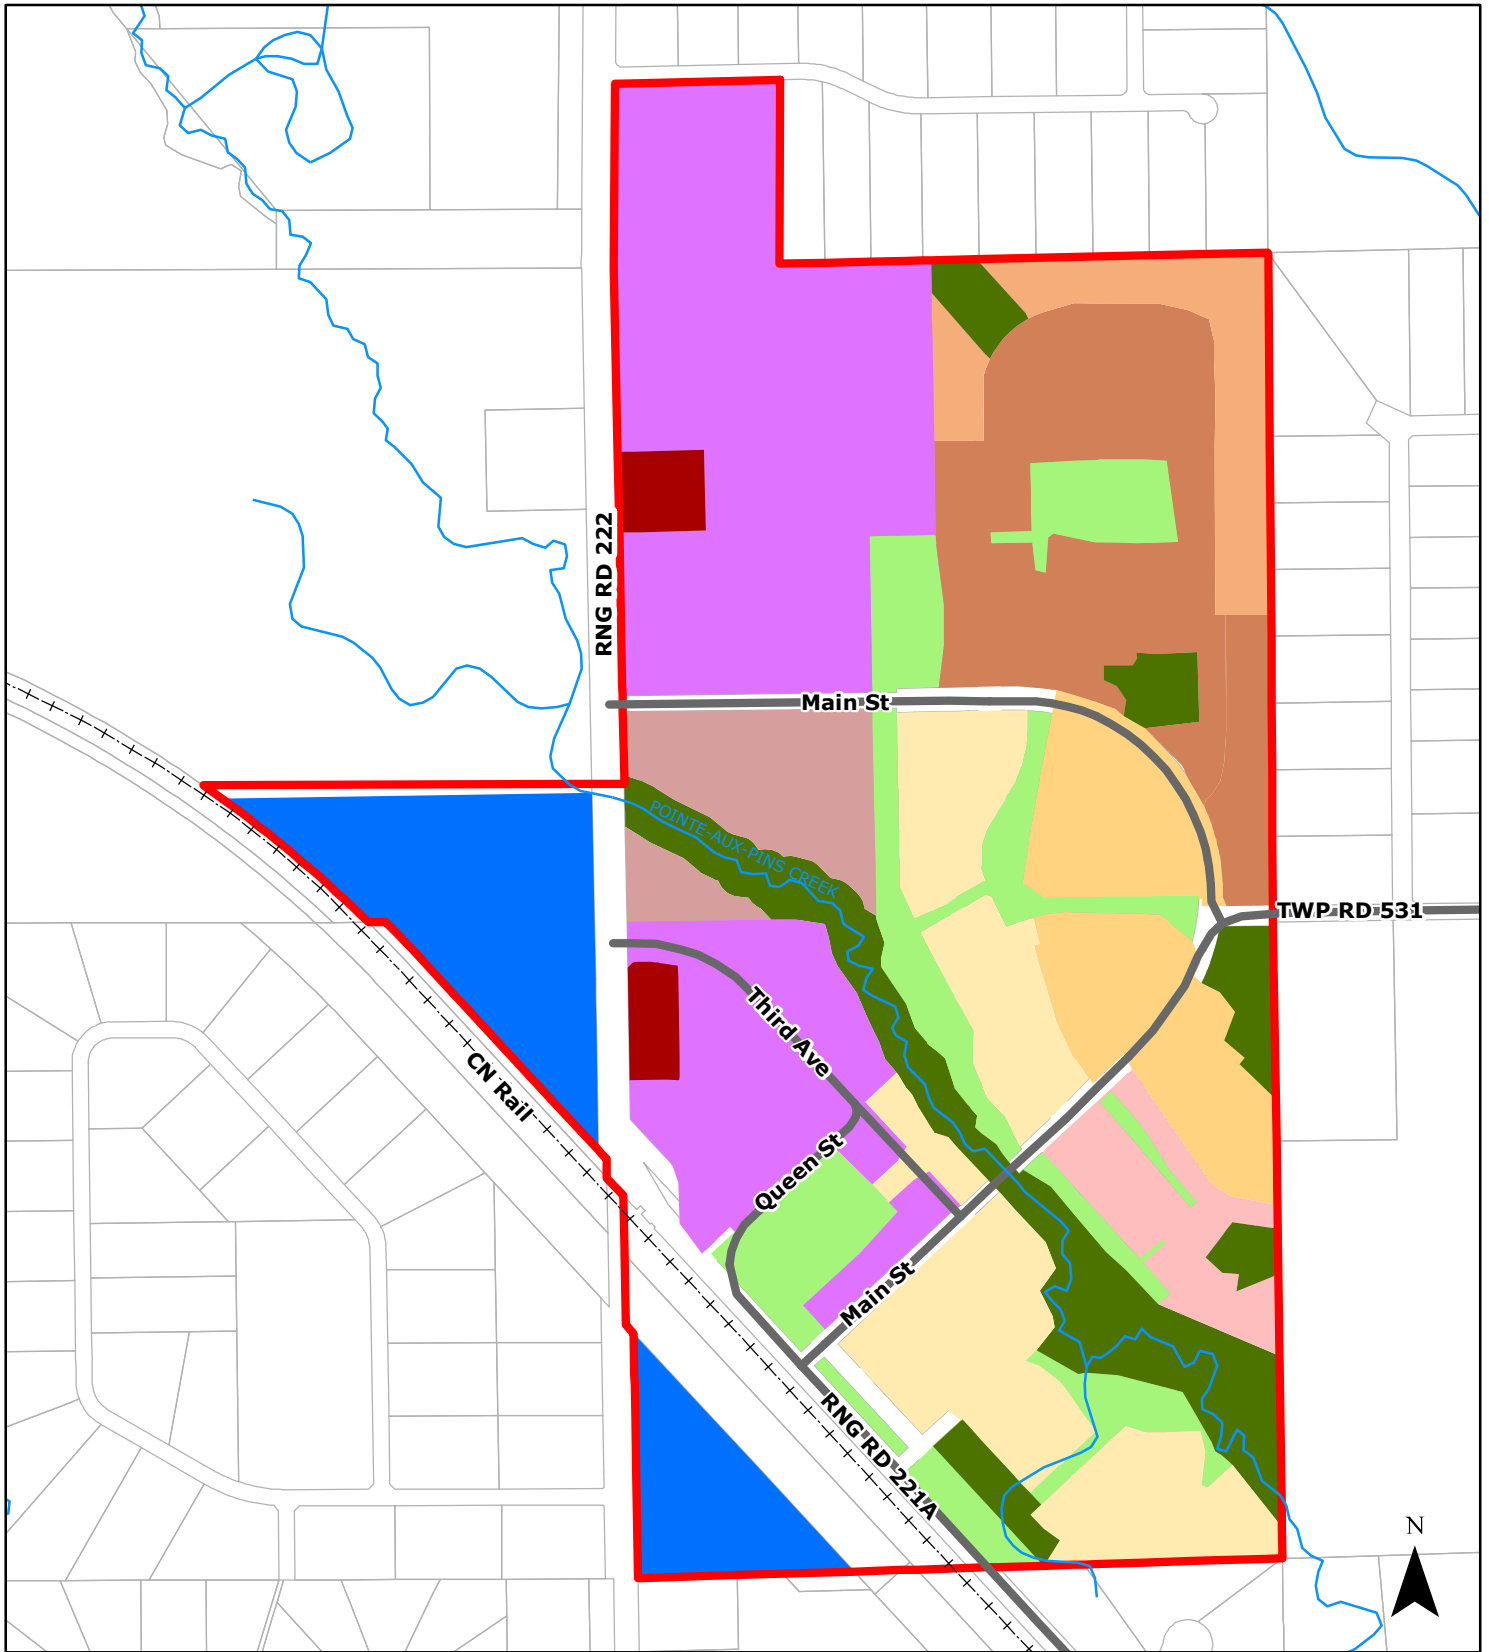 RNG RD 222
Main St
POINTE-AUX-PINS CREEK
TWP RD 531
Third Ave
CN Rail
Queen St
Main St
RNG RD 221A
N